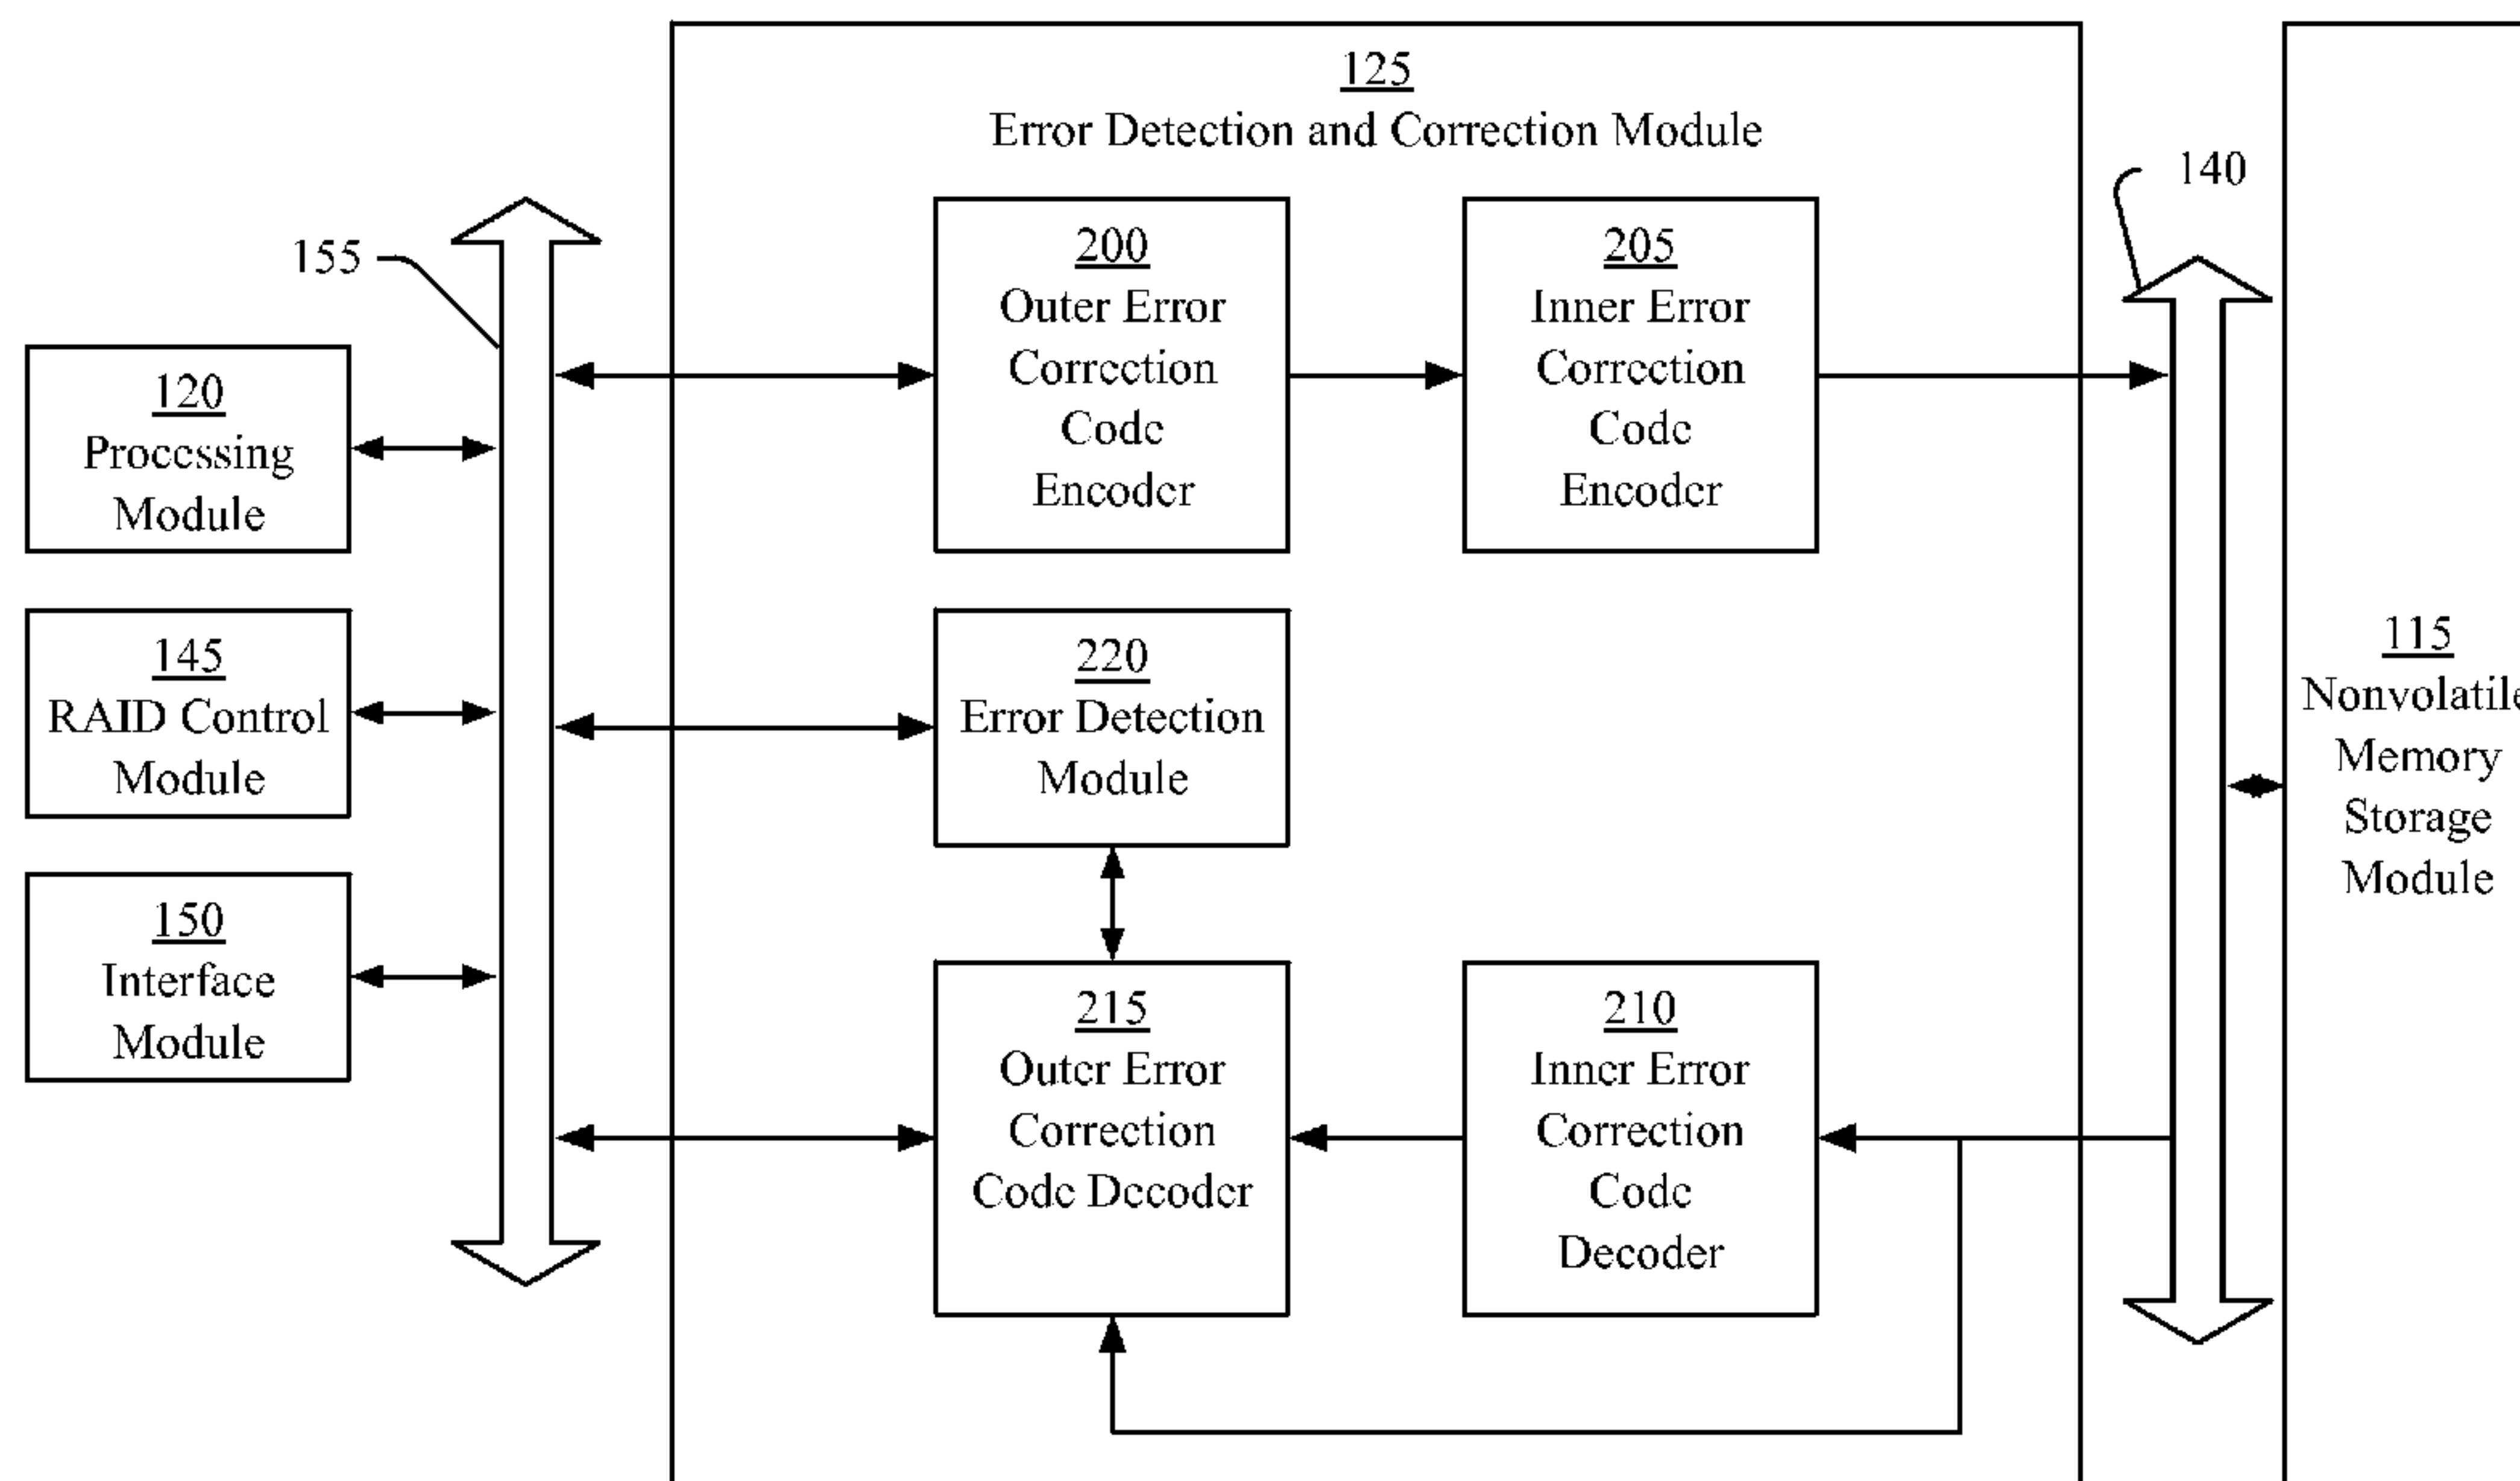 125
Error Detection and Correction Module
140
155
200
Outer Error
Correction
Code
Encoder
205
Inner Error
Correction
Code
Encoder
120
Processing
Module
145
RAID Control
Module
220
Error Detection
Module
115
Nonvolatile
Memory
Storage
Module
150
Interface
Module
215
Outer Error
Correction
Code Decoder
210
Inner Error
Correction
Code
Decoder